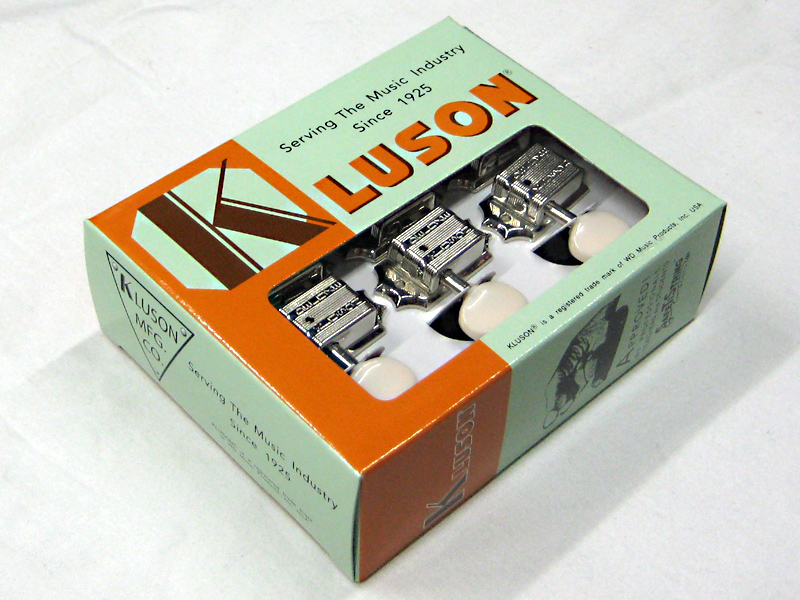 Serving The Music Industry
Since 1925
KLUSON®
KLUSON
MFG.
CO.
Serving The Music Industry
Since 1925
KLUSON
KLUSON® is a registered trade mark of WD Music Products, Inc. USA
APPROVED!